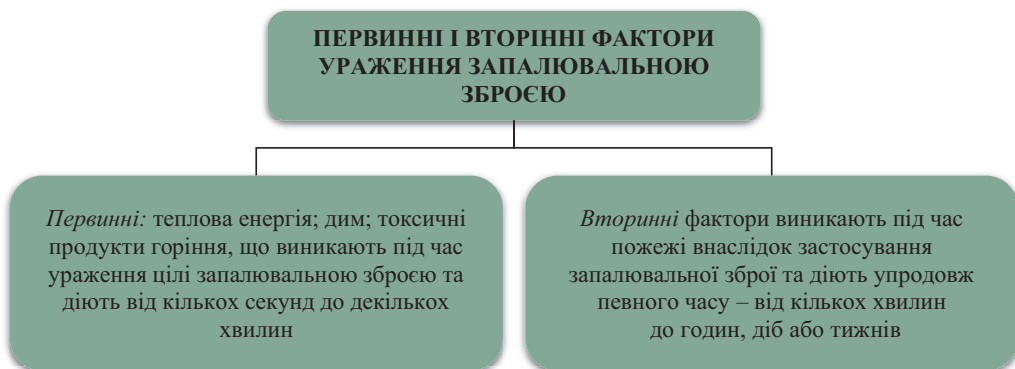 ПЕРВИННІ І ВТОРІННІ ФАКТОРИ
УРАЖЕННЯ ЗАПАЛЮВАЛЬНОЮ
ЗБРОЄЮ
Первинні: теплова енергія; дим; токсичні
продукти горіння, що виникають під час
ураження цілі запалювальною зброєю та
діють від кількох секунд до декількох
хвилин
Вторинні фактори виникають під час
пожежі внаслідок застосування
запалювальної зброї та діють упродовж
певного часу – від кількох хвилин
до годин, діб або тижнів